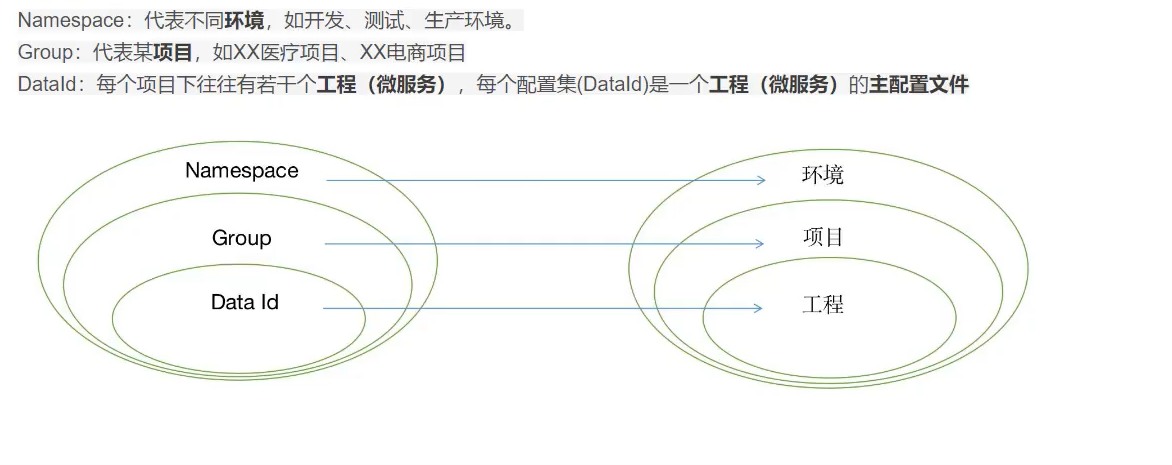 Namespace：代表不同环境，如开发、测试、生产环境。
Group：代表某项目，如XX医疗项目、XX电商项目
DataId：每个项目下往往有若干个工程（微服务），每个配置集(DataId)是一个工程（微服务）的主配置文件
Namespace
环境
Group
项目
Data Id
工程